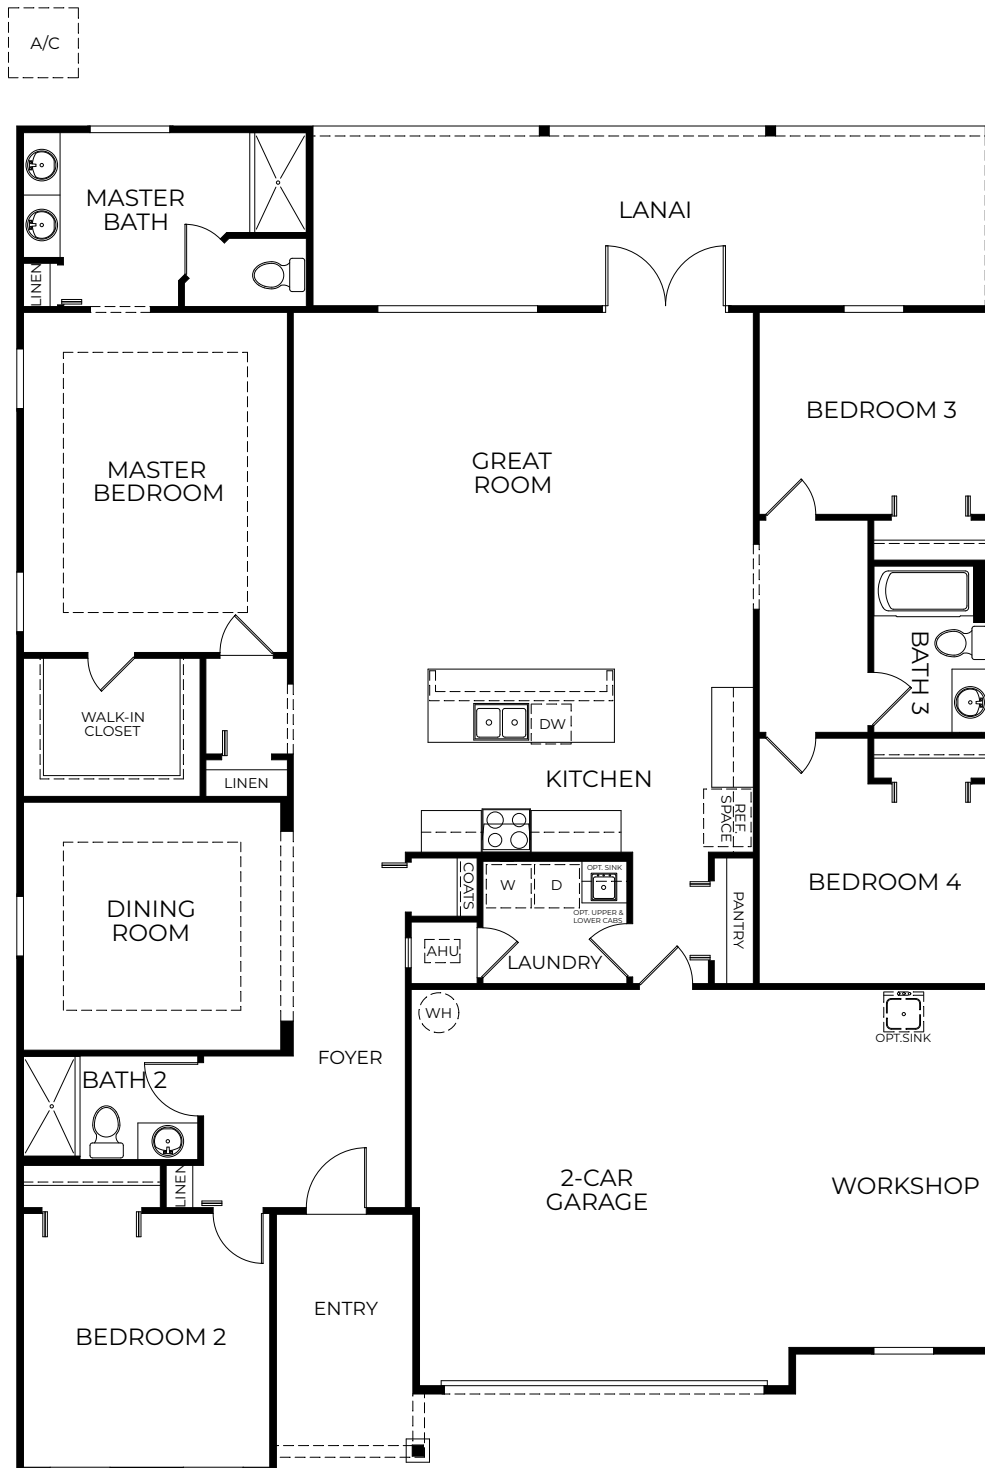 A/C
MASTER
BATH
LANAI
LINEN
BEDROOM 3
GREAT
ROOM
MASTER
BEDROOM
BATH 3
WALK-IN
CLOSET
DW
KITCHEN
LINEN
REF.
SPACE
COATS
W
D
OPT. SINK
OPT. UPPER &
LOWER CABS
BEDROOM 4
PANTRY
DINING
ROOM
AHU
LAUNDRY
WH
OPT.SINK
FOYER
BATH 2
LINEN
2-CAR
GARAGE
WORKSHOP
ENTRY
BEDROOM 2